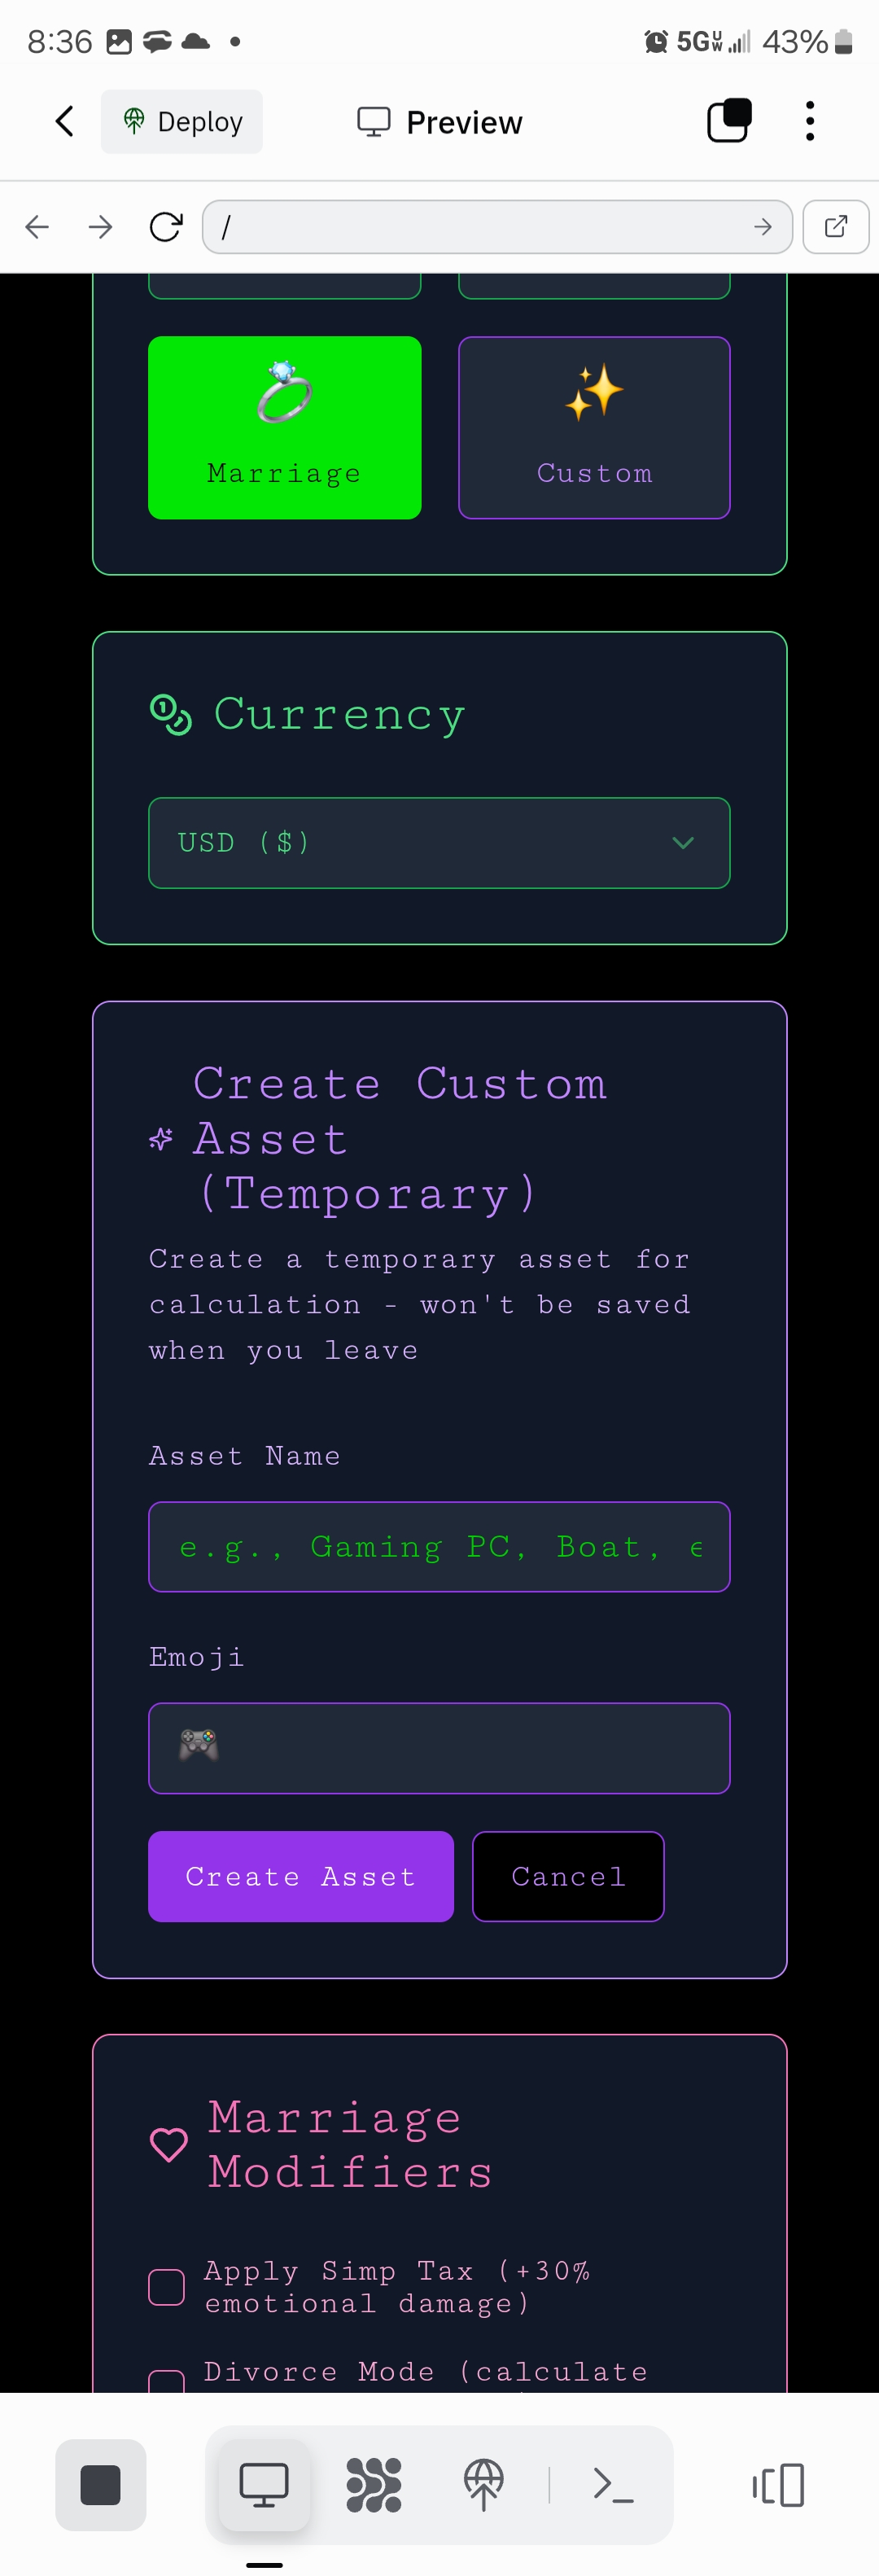 8:36
5G UW
43%
Deploy
Preview
/
Marriage
Custom
Currency
USD ($)
Create Custom
Asset
(Temporary)
Create a temporary asset for
calculation - won't be saved
when you leave
Asset Name
e.g., Gaming PC, Boat,
Emoji
Create Asset
Cancel
Marriage
Modifiers
Apply Simp Tax (+30%
emotional damage)
Divorce Mode (calculate